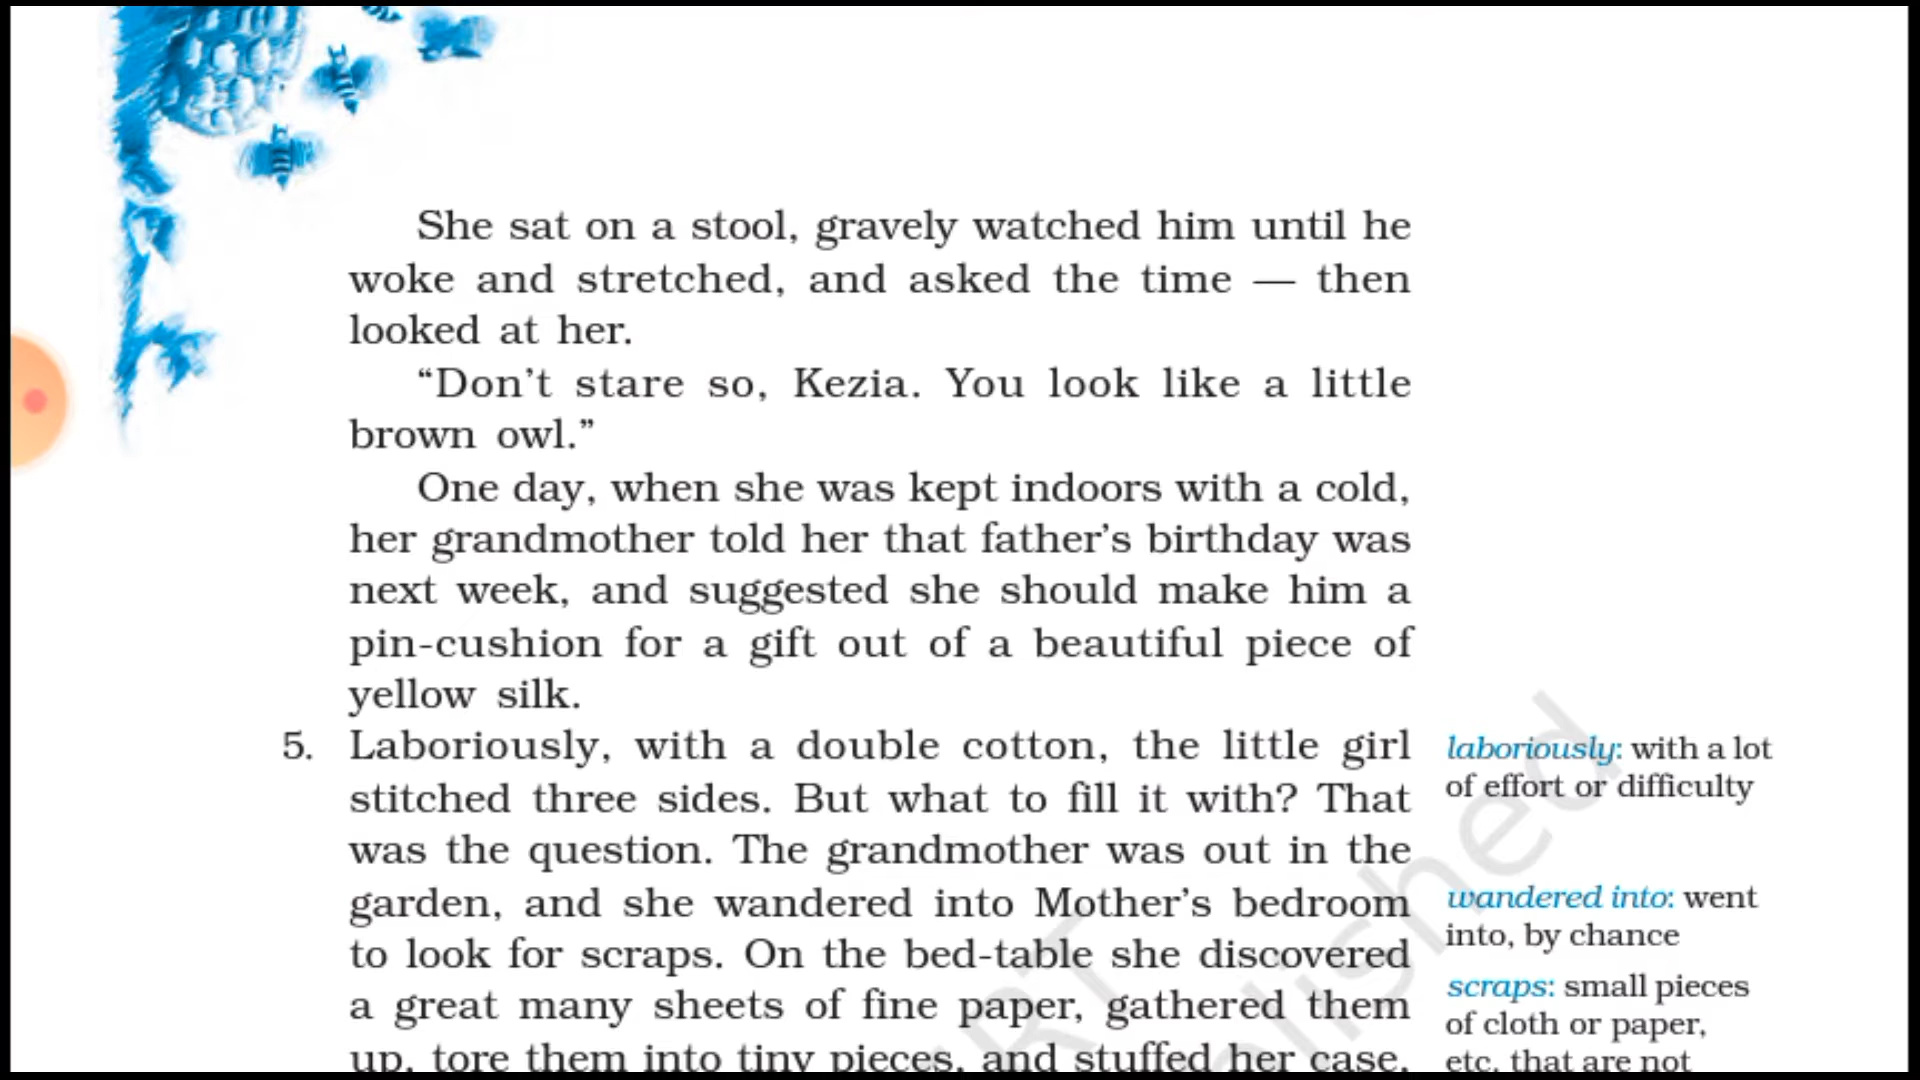 She sat on a stool, gravely watched him until he
woke and stretched, and asked the time — then
looked at her.
“Don’t stare so, Kezia. You look like a little
brown owl.”
One day, when she was kept indoors with a cold,
her grandmother told her that father’s birthday was
next week, and suggested she should make him a
pin-cushion for a gift out of a beautiful piece of
yellow silk.
5. Laboriously, with a double cotton, the little girl
stitched three sides. But what to fill it with? That
was the question. The grandmother was out in the
garden, and she wandered into Mother’s bedroom
to look for scraps. On the bed-table she discovered
a great many sheets of fine paper, gathered them
up, tore them into tiny pieces, and stuffed her case,
laboriously: with a lot
of effort or difficulty
wandered into: went
into, by chance
scraps: small pieces
of cloth or paper,
etc. that are not